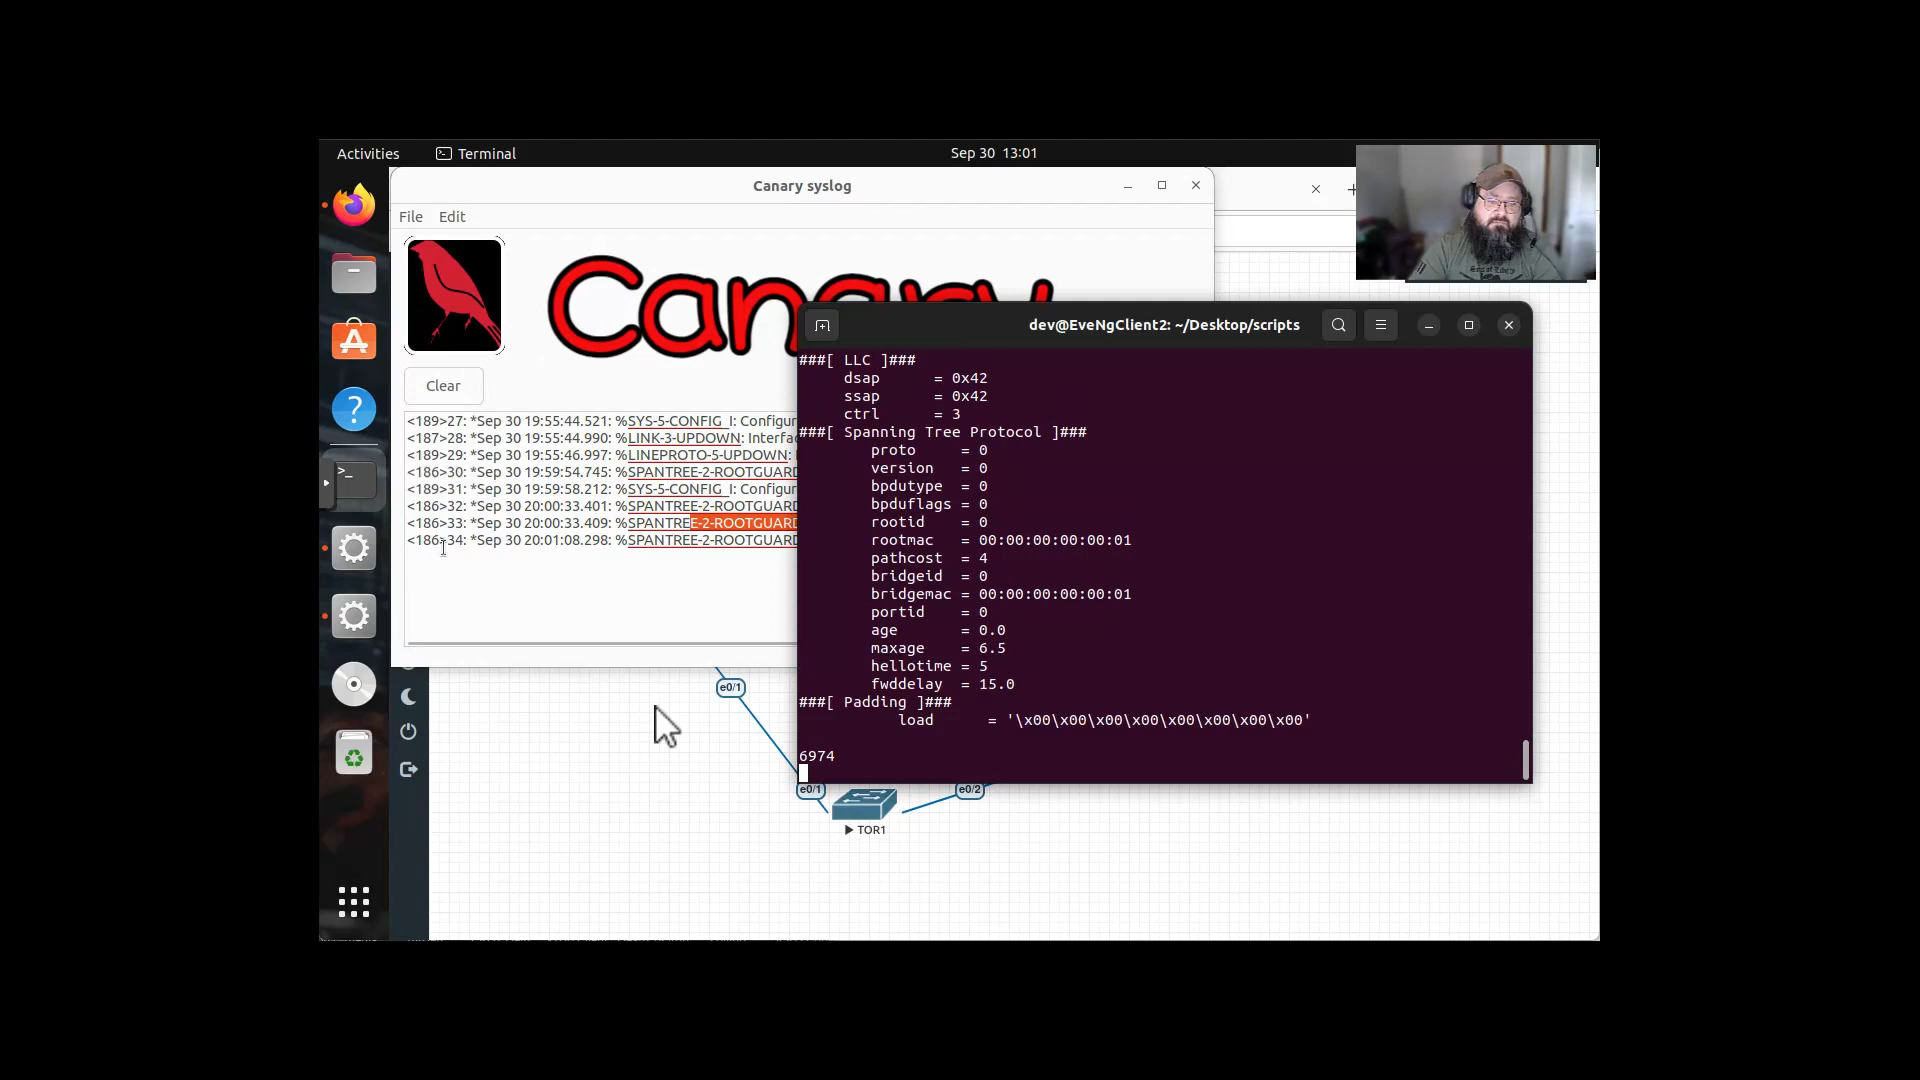 Activities
Terminal
Sep 30 13:01
Canary syslog
File Edit
Canary
Clear
<189>27: *Sep 30 19:55:44.521: %SYS-5-CONFIG_I: Configur
<187>28: *Sep 30 19:55:44.990: %LINK-3-UPDOWN: Interfac
<189>29: *Sep 30 19:55:46.997: %LINEPROTO-5-UPDOWN:
<186>30: *Sep 30 19:59:54.745: %SPANTREE-2-ROOTGUARD
<189>31: *Sep 30 19:59:58.212: %SYS-5-CONFIG_I: Configur
<186>32: *Sep 30 20:00:33.401: %SPANTREE-2-ROOTGUARD
<186>33: *Sep 30 20:00:33.409: %SPANTREE-2-ROOTGUARD
<186>34: *Sep 30 20:01:08.298: %SPANTREE-2-ROOTGUARD
dev@EveNgClient2: ~/Desktop/scripts
###[ LLC ]###
dsap = 0x42
ssap = 0x42
ctrl = 3
###[ Spanning Tree Protocol ]###
proto = 0
version = 0
bpdutype = 0
bpduflags = 0
rootid = 0
rootmac = 00:00:00:00:00:01
pathcost = 4
bridgeid = 0
bridgemac = 00:00:00:00:00:01
portid = 0
age = 0.0
maxage = 6.5
hellotime = 5
fwddelay = 15.0
###[ Padding ]###
load = '\x00\x00\x00\x00\x00\x00\x00\x00'
6974
e0/1
e0/1
e0/2
TOR1